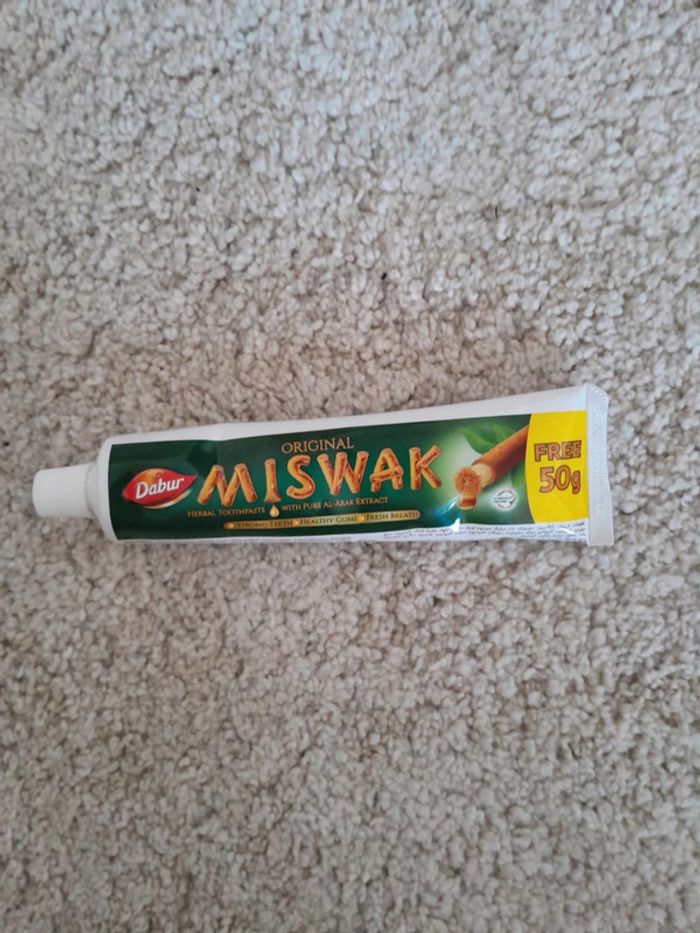 ORIGINAL
Dabur
MISWAK
HERBAL TOOTHPASTE WITH PURE AL-ARAK EXTRACT
STRONG TEETH HEALTHY GUMS FRESH BREATH
FREE
50g